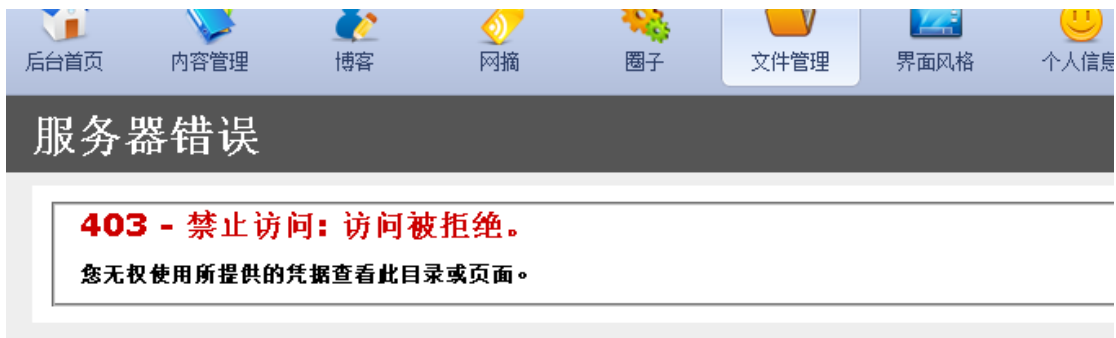 后台首页 内容管理 博客 网摘 圈子 文件管理 界面风格 个人信息
服务器错误
403 - 禁止访问: 访问被拒绝。
您无权使用所提供的凭据查看此目录或页面。